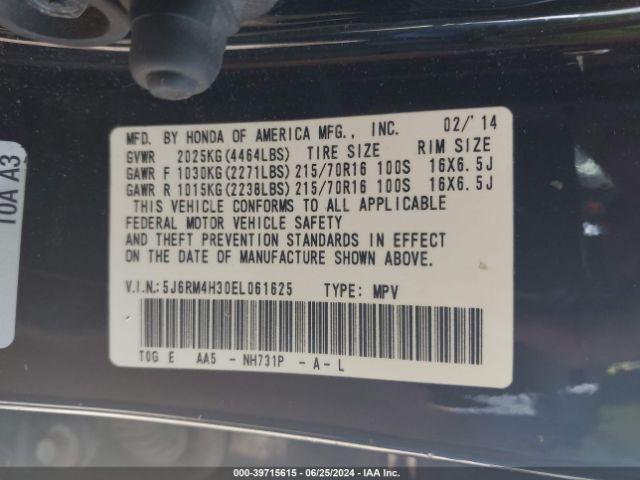 MFD. BY HONDA OF AMERICA MFG., INC. 02/'14
GVWR 2025KG(4464LBS) TIRE SIZE RIM SIZE
GAWR F 1030KG(2271LBS) 215/70R16 100S 16X6.5J
GAWR R 1015KG(2238LBS) 215/70R16 100S 16X6.5J
THIS VEHICLE CONFORMS TO ALL APPLICABLE
FEDERAL MOTOR VEHICLE SAFETY
AND THEFT PREVENTION STANDARDS IN EFFECT
ON THE DATE OF MANUFACTURE SHOWN ABOVE.
V.I.N.: 5J6RM4H30EL061625 TYPE: MPV
T0G E AA5 - NH731P - A - L
T0A A3
000-39715615 / 06/25/2024 / IAA Inc.